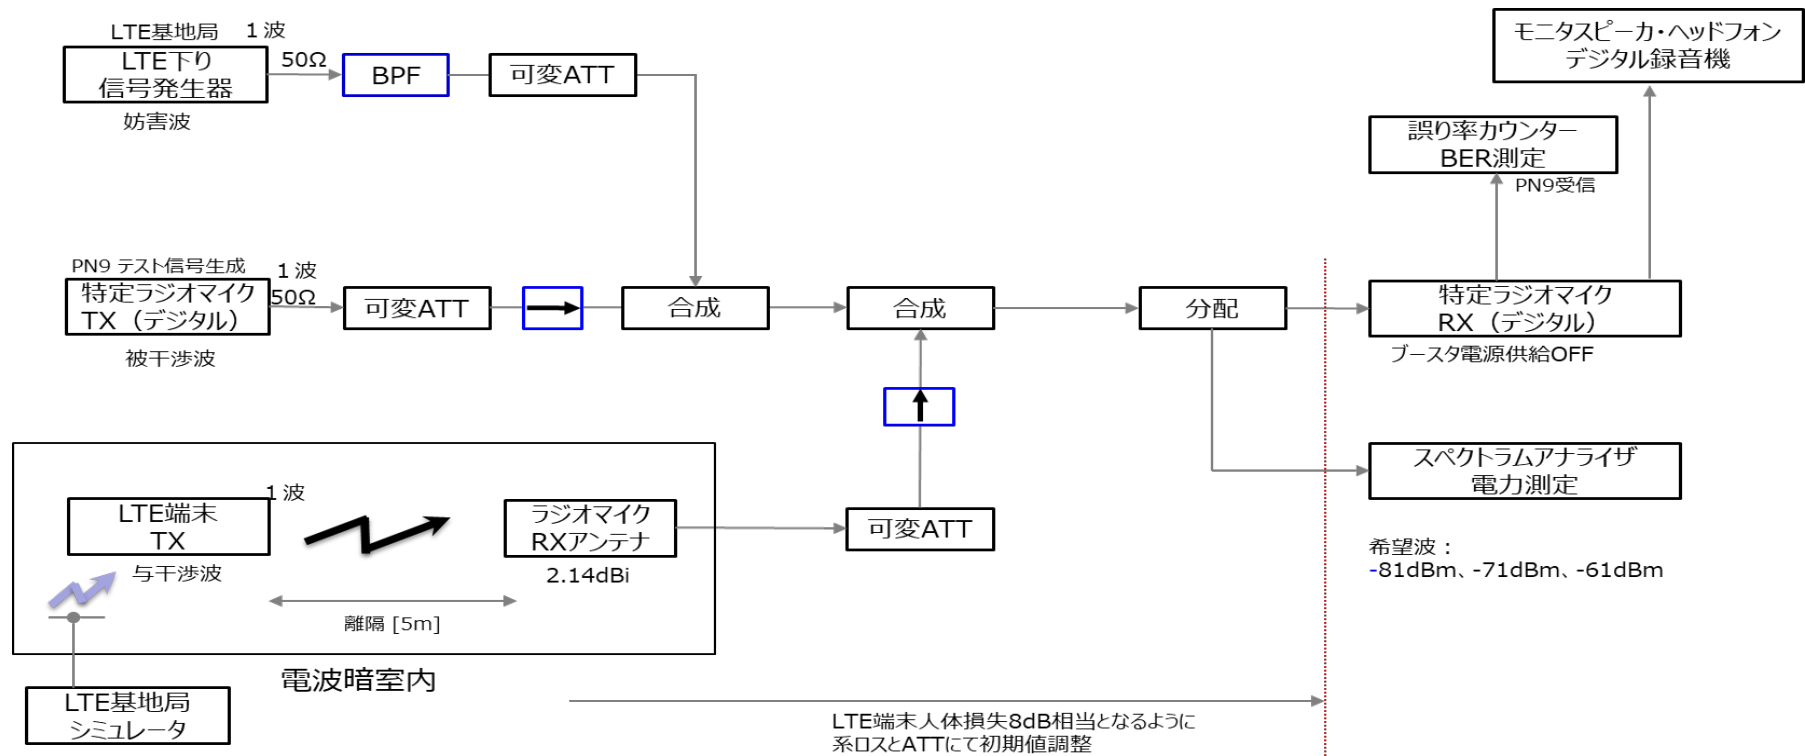 LTE基地局
1 波
LTE下り
信号発生器
50Ω
BPF
可変ATT
妨害波
モニタスピーカ・ヘッドフォン
デジタル録音機
誤り率カウンター
BER測定
PN9受信
PN9 テスト信号生成
1 波
特定ラジオマイク
TX（デジタル）
50Ω
可変ATT
合成
合成
分配
特定ラジオマイク
RX（デジタル）
被干渉波
ブースタ電源供給OFF
スペクトラムアナライザ
電力測定
1 波
LTE端末
TX
ラジオマイク
RXアンテナ
可変ATT
与干渉波
2.14dBi
離隔 [5m]
希望波：
-81dBm、-71dBm、-61dBm
電波暗室内
LTE基地局
シミュレータ
LTE端末人体損失8dB相当となるように
系ロスとATTにて初期値調整